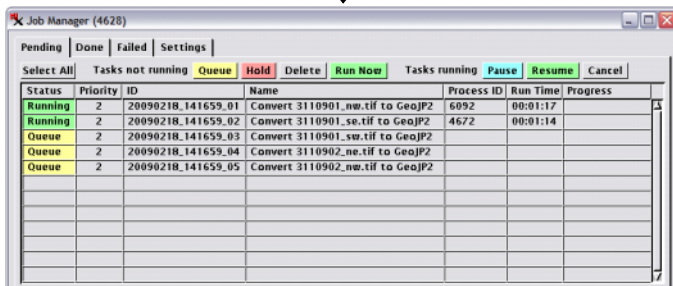 Job Manager (4628)
Pending Done Failed Settings
Select All Tasks not running Queue Hold Delete Run Now Tasks running Pause Resume Cancel
Status Priority ID Name Process ID Run Time Progress
Running 2 20090218_141659_01 Convert 3110901_nw.tif to GeoJP2 6092 00:01:17
Running 2 20090218_141659_02 Convert 3110901_se.tif to GeoJP2 4672 00:01:14
Queue 2 20090218_141659_03 Convert 3110901_sw.tif to GeoJP2
Queue 2 20090218_141659_04 Convert 3110902_ne.tif to GeoJP2
Queue 2 20090218_141659_05 Convert 3110902_nw.tif to GeoJP2